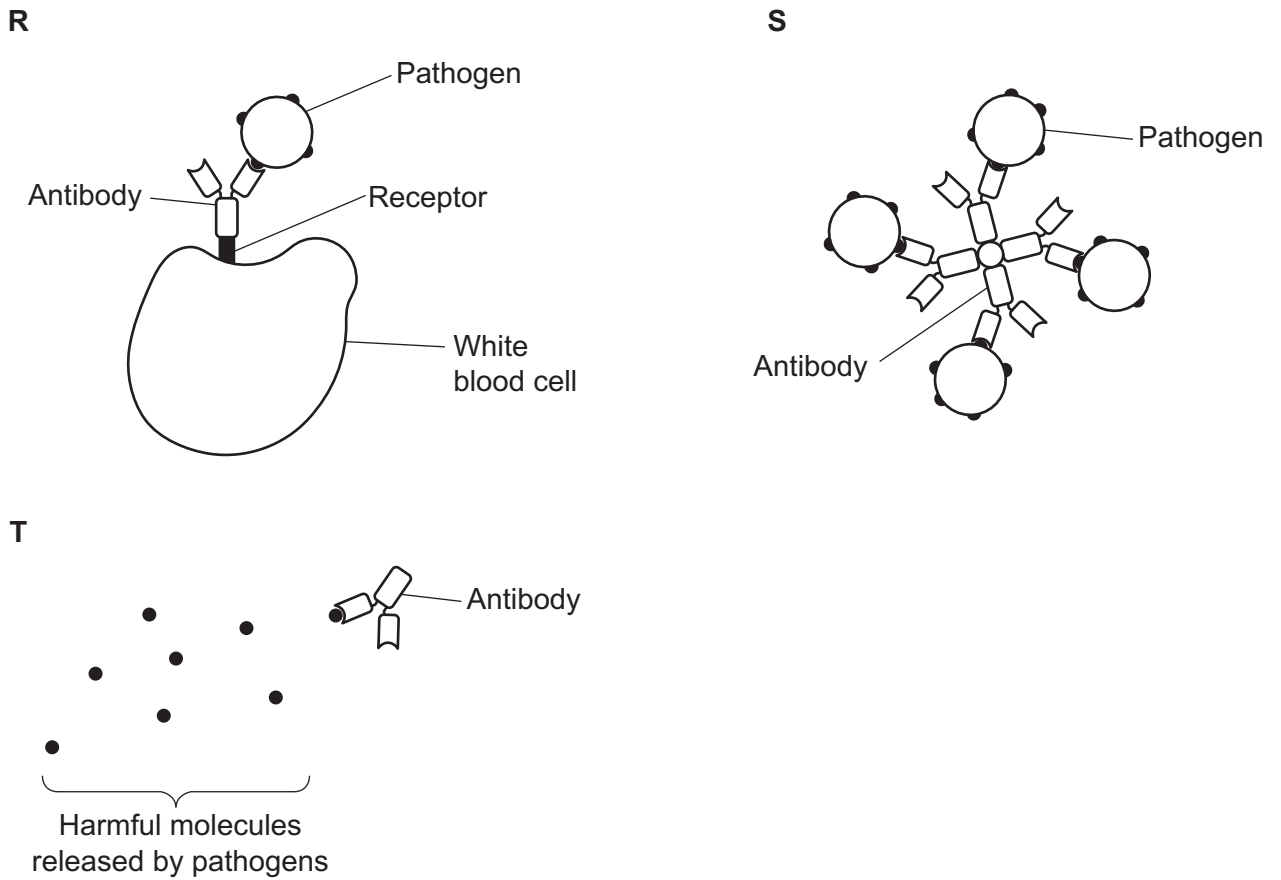 R
Pathogen
Antibody
Receptor
White
blood cell
S
Pathogen
Antibody
T
Antibody
Harmful molecules
released by pathogens